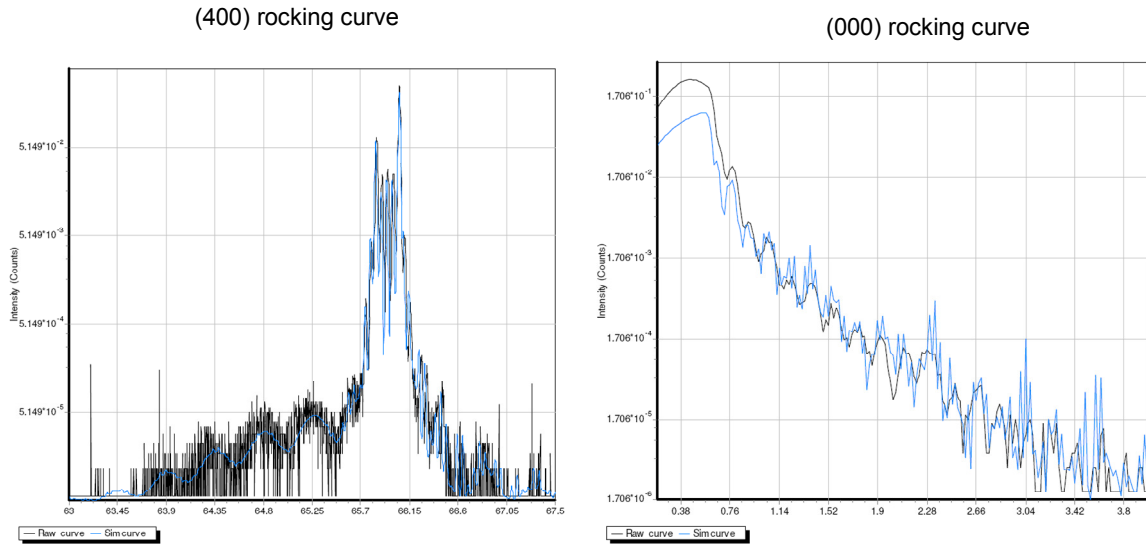 (400) rocking curve
(000) rocking curve
Intensity (Counts)
5.149*10-2
5.149*10-3
5.149*10-4
5.149*10-5
63 63.45 63.9 64.35 64.8 65.25 65.7 66.15 66.6 67.05 67.5
Raw curve Simcurve
Intensity (Counts)
1.706*10-1
1.706*10-2
1.706*10-3
1.706*10-4
1.706*10-5
1.706*10-6
0.38 0.76 1.14 1.52 1.9 2.28 2.66 3.04 3.42 3.8
Raw curve Simcurve